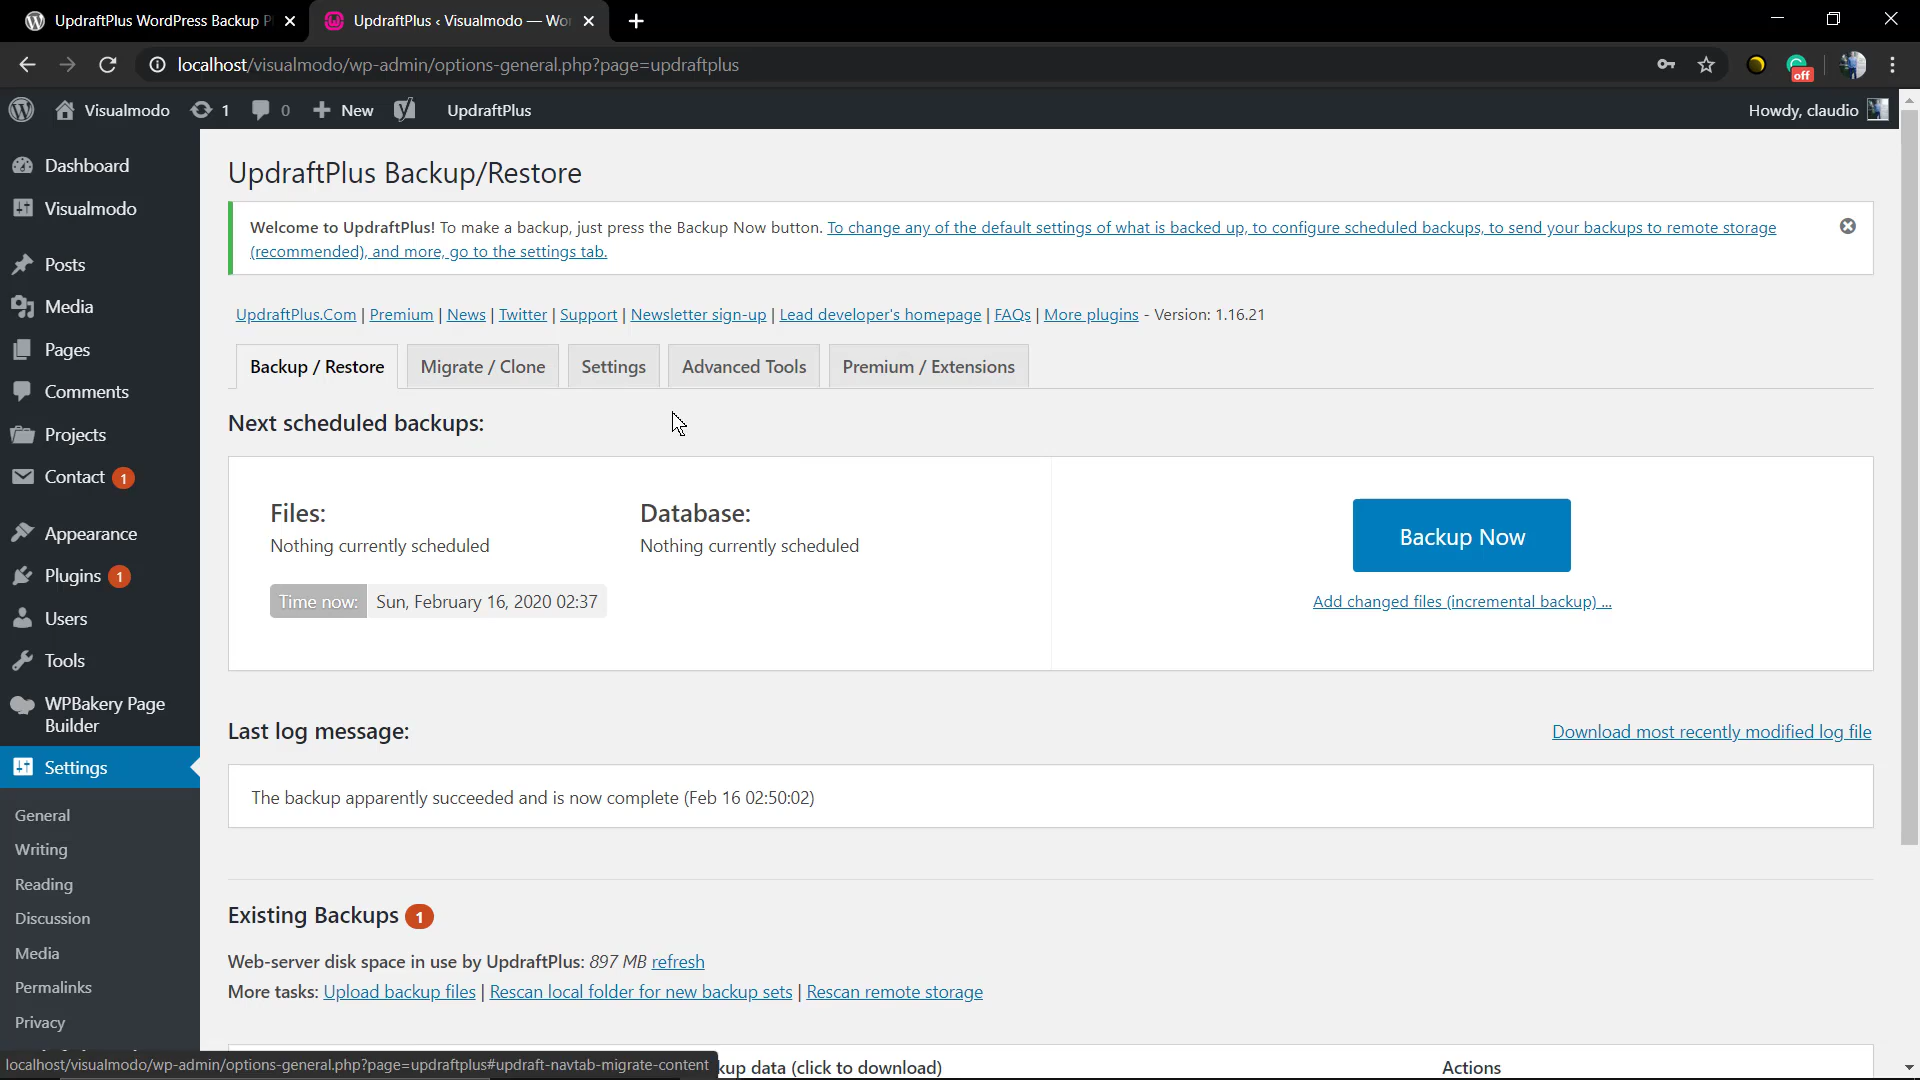 UpdraftPlus WordPress Backup P
UpdraftPlus ‹ Visualmodo — Wo
localhost/visualmodo/wp-admin/options-general.php?page=updraftplus
off
Visualmodo
1
0
New
UpdraftPlus
Howdy, claudio
Dashboard
Visualmodo
Posts
Media
Pages
Comments
Projects
Contact 1
Appearance
Plugins 1
Users
Tools
WPBakery Page
Builder
Settings
General
Writing
Reading
Discussion
Media
Permalinks
Privacy
UpdraftPlus Backup/Restore
Welcome to UpdraftPlus! To make a backup, just press the Backup Now button. To change any of the default settings of what is backed up, to configure scheduled backups, to send your backups to remote storage
(recommended), and more, go to the settings tab.
UpdraftPlus.Com | Premium | News | Twitter | Support | Newsletter sign-up | Lead developer's homepage | FAQs | More plugins - Version: 1.16.21
Backup / Restore
Migrate / Clone
Settings
Advanced Tools
Premium / Extensions
Next scheduled backups:
Files:
Nothing currently scheduled
Database:
Nothing currently scheduled
Time now: Sun, February 16, 2020 02:37
Backup Now
Add changed files (incremental backup) ...
Last log message:
Download most recently modified log file
The backup apparently succeeded and is now complete (Feb 16 02:50:02)
Existing Backups 1
Web-server disk space in use by UpdraftPlus: 897 MB refresh
More tasks: Upload backup files | Rescan local folder for new backup sets | Rescan remote storage
kup data (click to download)
Actions
localhost/visualmodo/wp-admin/options-general.php?page=updraftplus#updraft-navtab-migrate-content